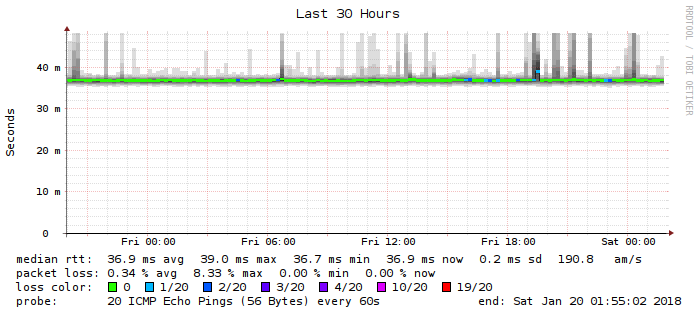 Last 30 Hours
RRDTOOL / TOBI OETIKER
Seconds
40 m
30 m
20 m
10 m
0
Fri 00:00 Fri 06:00 Fri 12:00 Fri 18:00 Sat 00:00
median rtt: 36.9 ms avg 39.0 ms max 36.7 ms min 36.9 ms now 0.2 ms sd 190.8 am/s
packet loss: 0.34 % avg 8.33 % max 0.00 % min 0.00 % now
loss color: 0 1/20 2/20 3/20 4/20 10/20 19/20
probe: 20 ICMP Echo Pings (56 Bytes) every 60s end: Sat Jan 20 01:55:02 2018